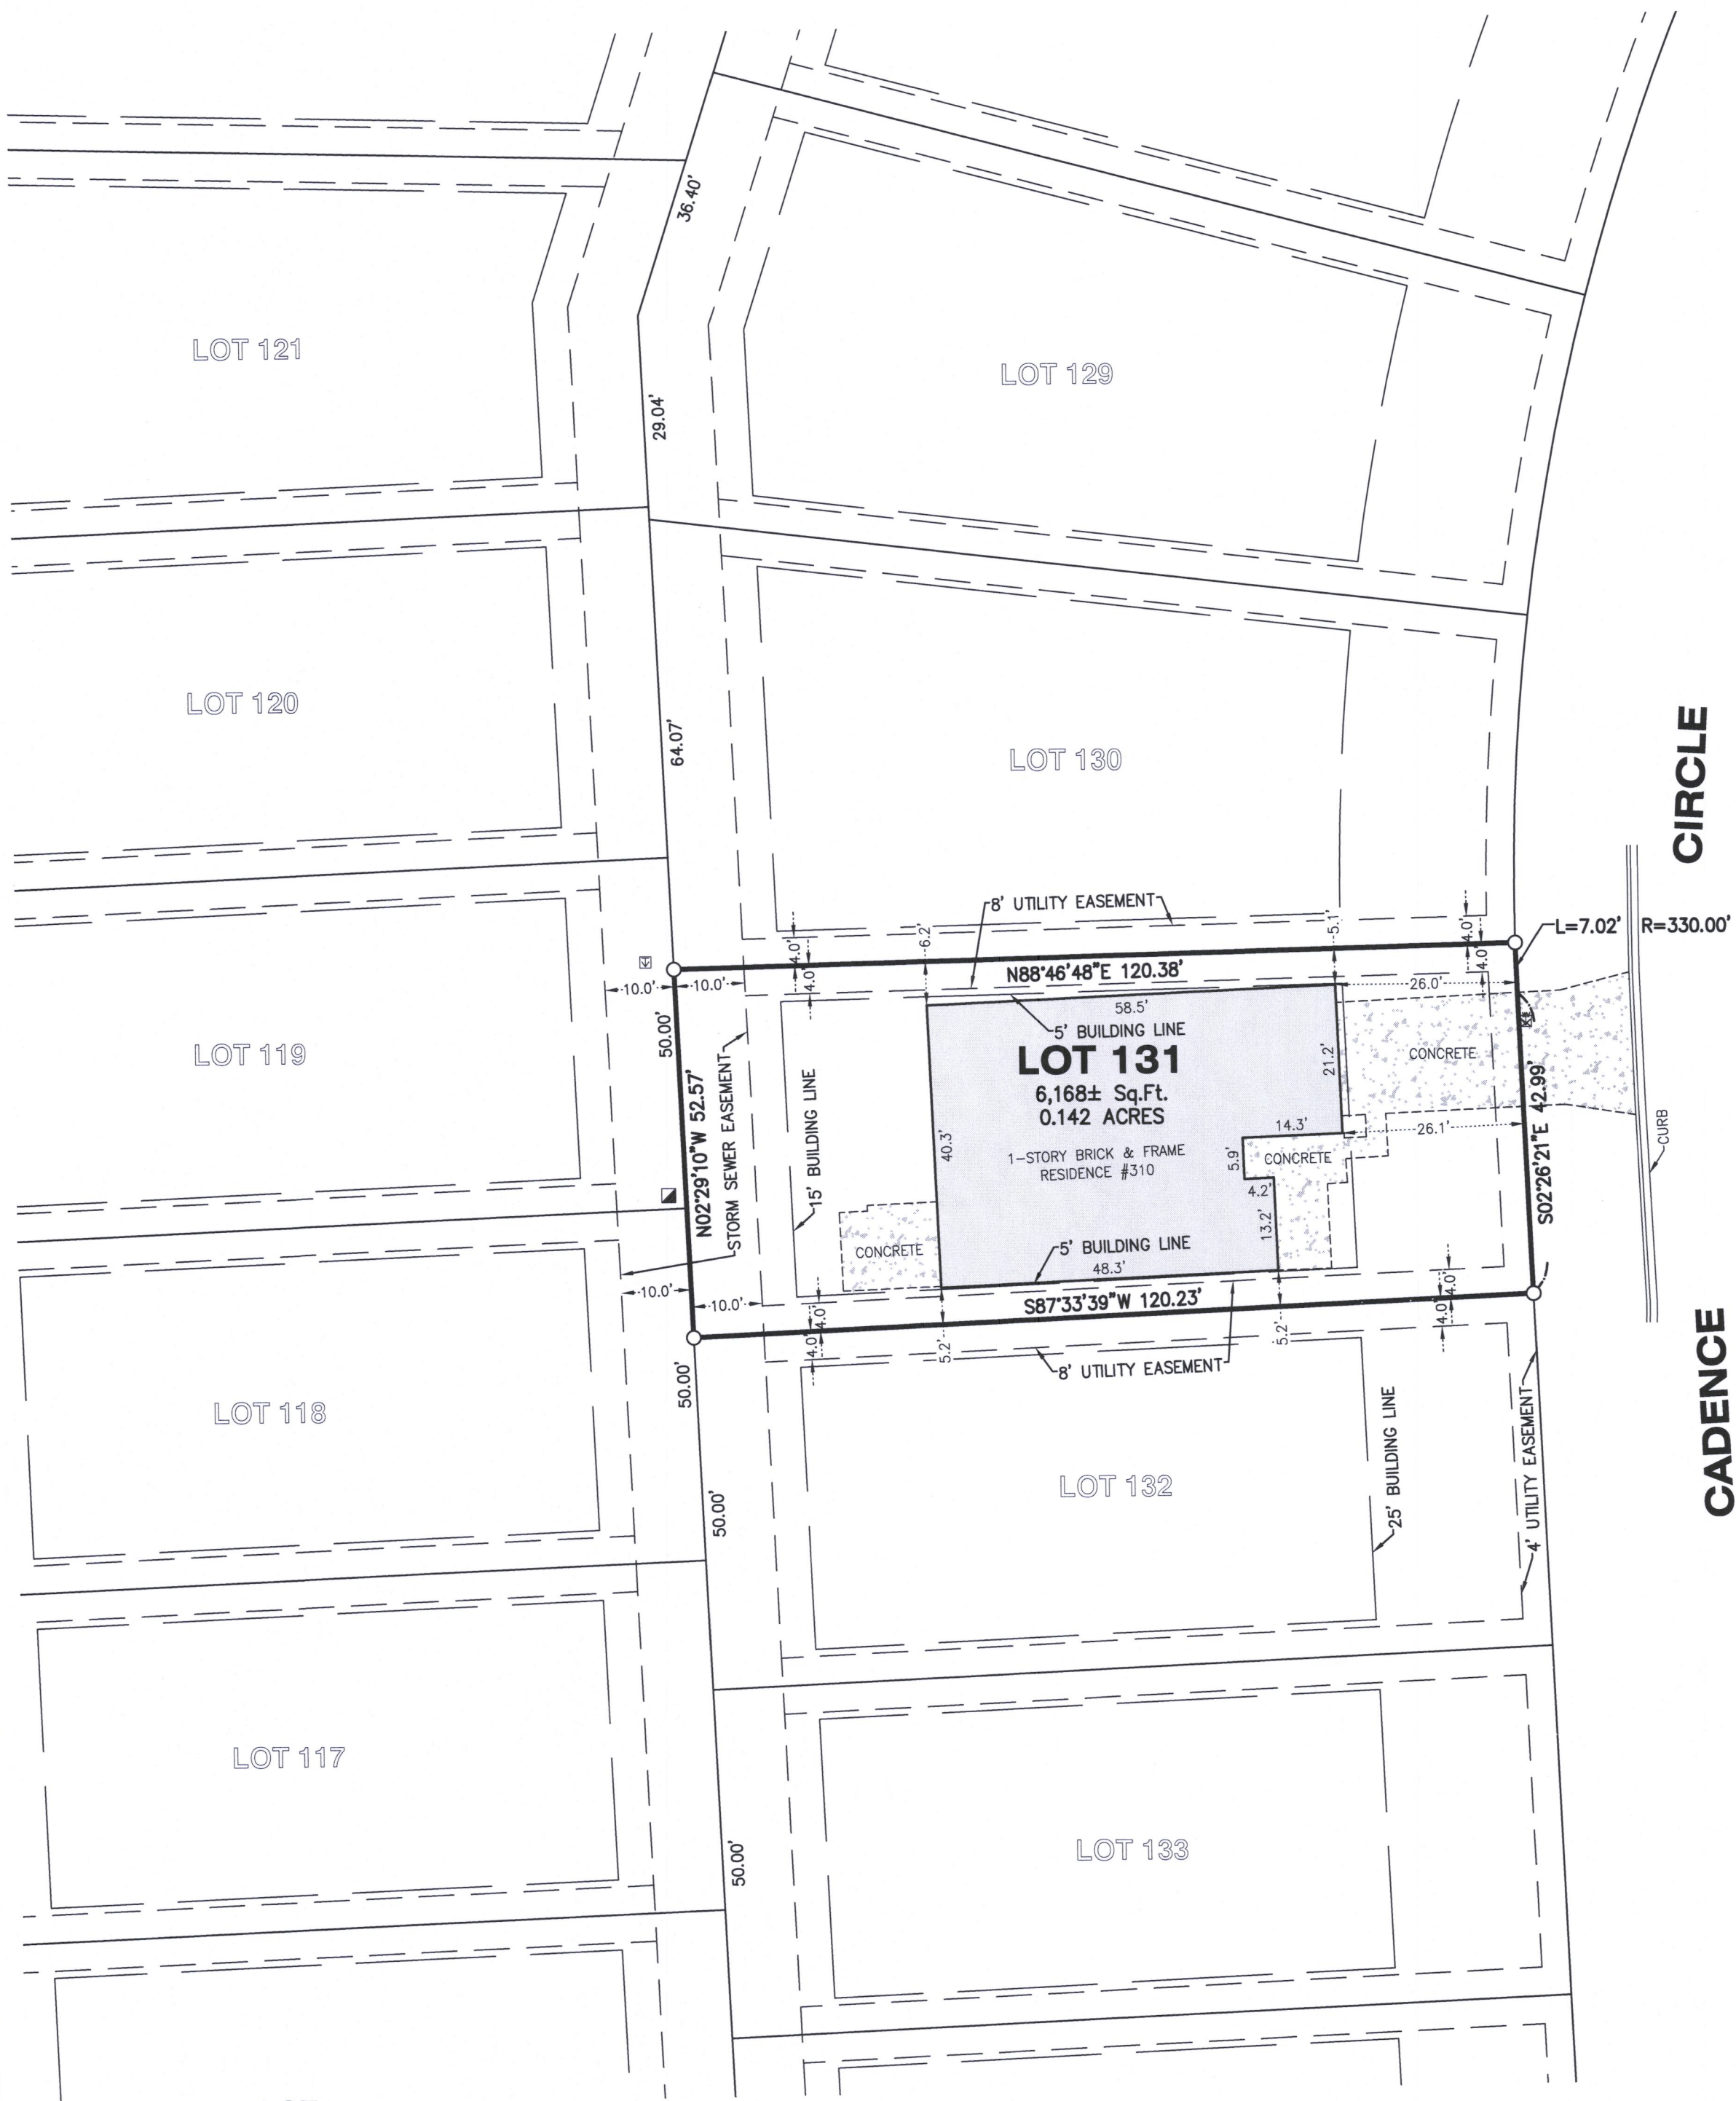 36.40'
LOT 121
LOT 129
29.04'
LOT 120
64.07'
LOT 130
CIRCLE
8' UTILITY EASEMENT
L=7.02' R=330.00'
4.0'
6.2'
5.1'
4.0'
4.0'
4.0'
N88°46'48"E 120.38'
10.0'
10.0'
26.0'
58.5'
5' BUILDING LINE
50.00'
LOT 119
LOT 131
6,168± Sq.Ft.
0.142 ACRES
21.2'
CONCRETE
N02°29'10"W 52.57'
STORM SEWER EASEMENT
15' BUILDING LINE
40.3'
1-STORY BRICK & FRAME
RESIDENCE #310
14.3'
26.1'
5.9'
CONCRETE
4.2'
13.2'
S02°26'21"E 42.99'
CURB
CONCRETE
5' BUILDING LINE
48.3'
10.0'
10.0'
S87°33'39"W 120.23'
4.0'
4.0'
4.0'
4.0'
5.2'
5.2'
8' UTILITY EASEMENT
50.00'
LOT 118
CADENCE
50.00'
LOT 132
25' BUILDING LINE
4' UTILITY EASEMENT
LOT 117
50.00'
LOT 133